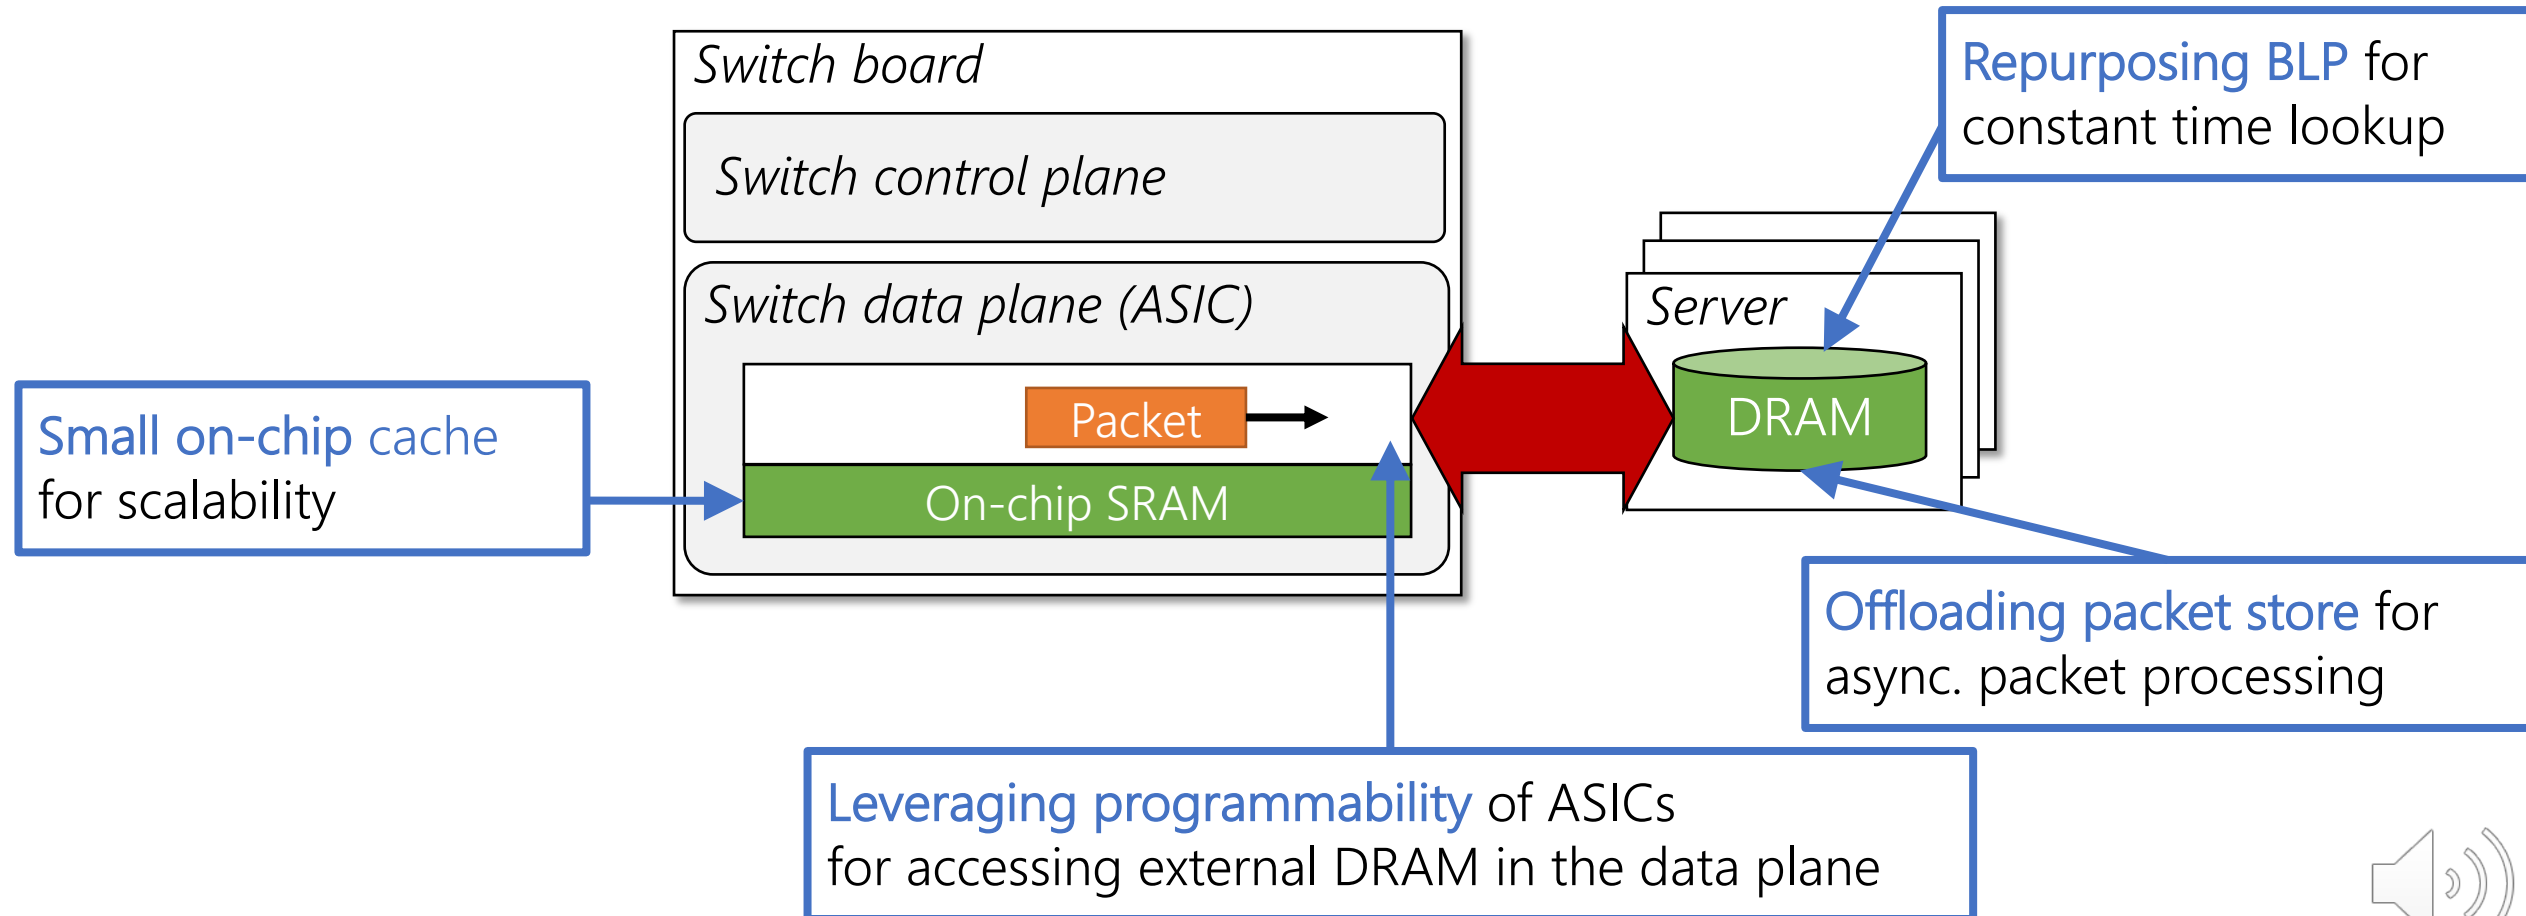 Switch board
Switch control plane
Switch data plane (ASIC)
Packet
On-chip SRAM
Server
DRAM
Repurposing BLP for
constant time lookup
Small on-chip cache
for scalability
Offloading packet store for
async. packet processing
Leveraging programmability of ASICs
for accessing external DRAM in the data plane